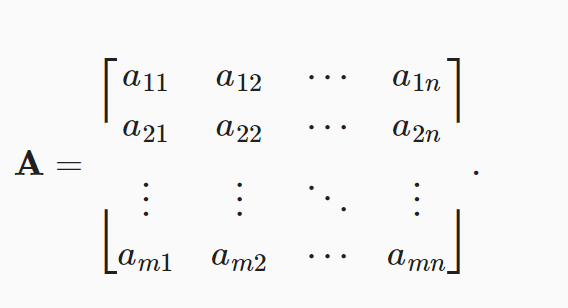 a₁₁ a₁₂ ⋯ a₁ₙ
a₂₁ a₂₂ ⋯ a₂ₙ
𝐀 = ⋮ ⋮ ⋱ ⋮ .
aₘ₁ aₘ₂ ⋯ aₘₙ